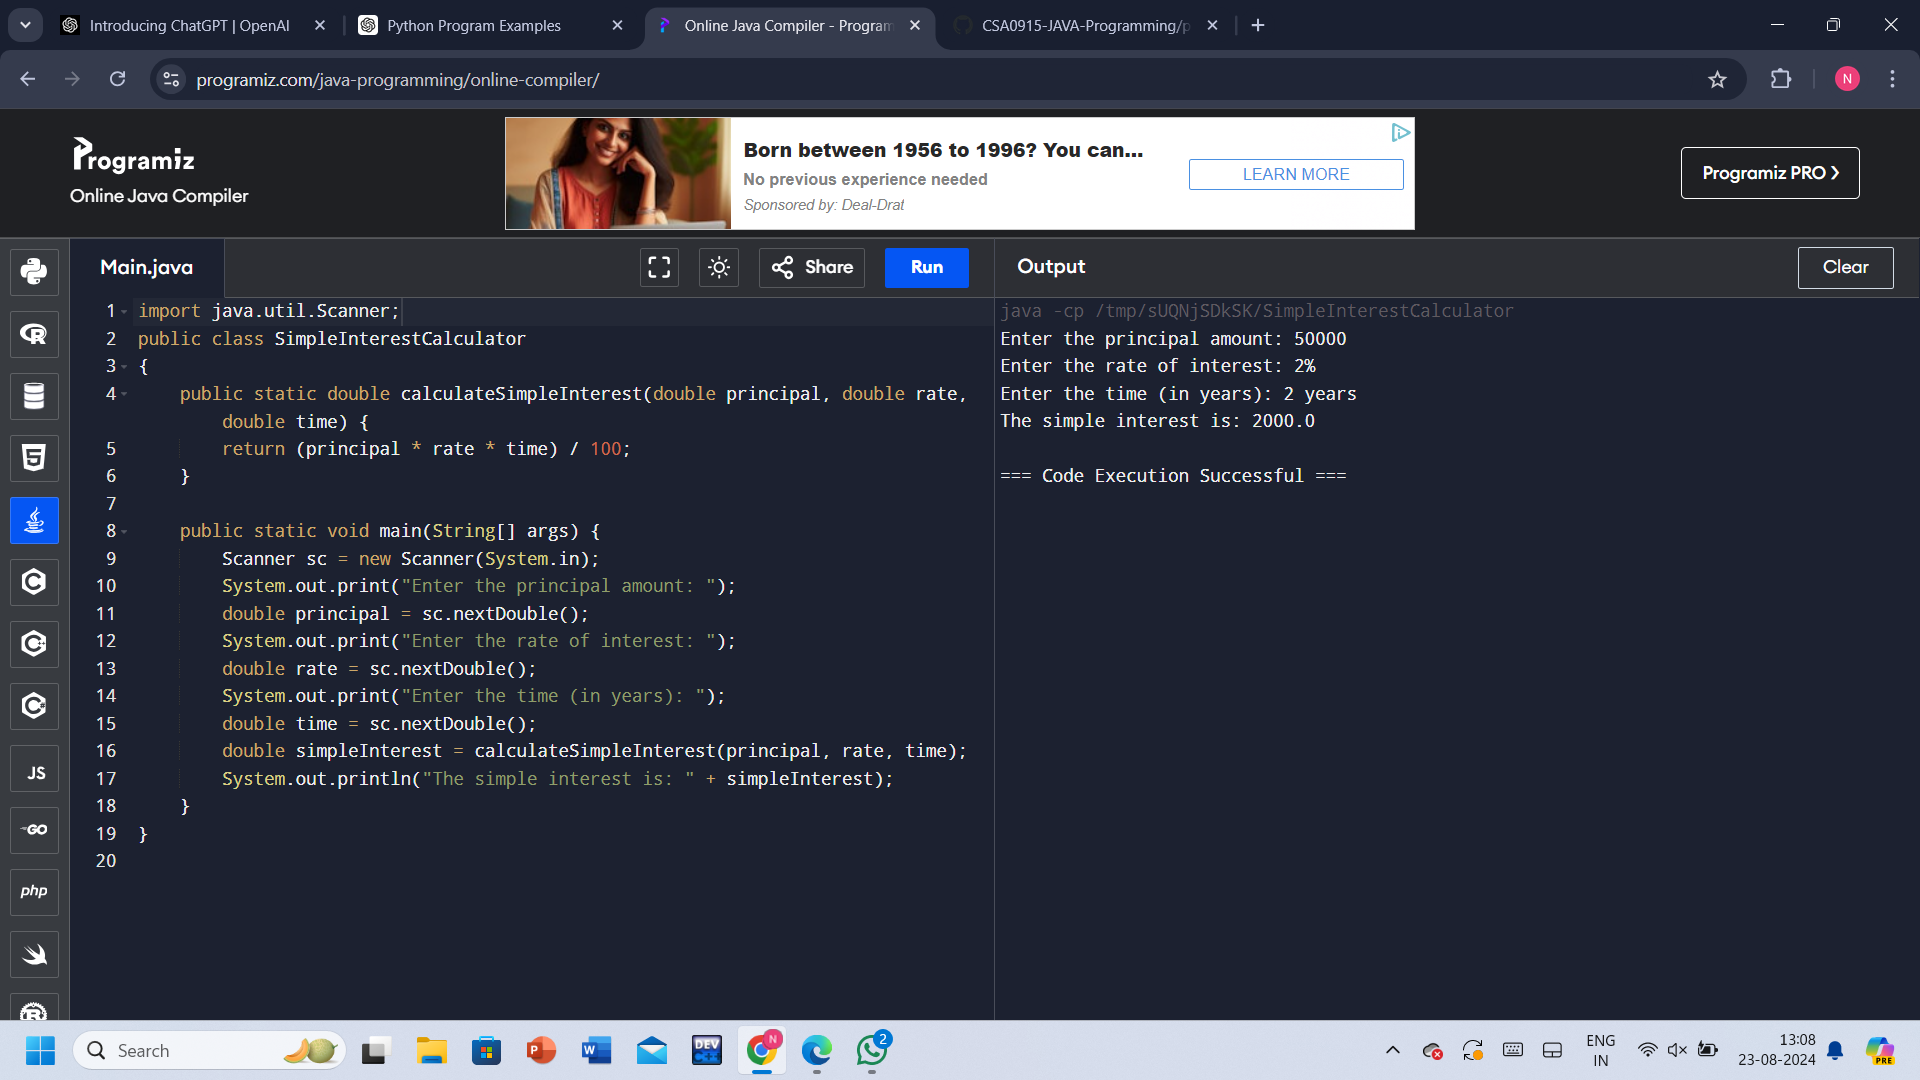 Introducing ChatGPT | OpenAI
Python Program Examples
Online Java Compiler - Program
CSA0915-JAVA-Programming/p
programiz.com/java-programming/online-compiler/
N
Programiz
Online Java Compiler
Born between 1956 to 1996? You can...
No previous experience needed
Sponsored by: Deal-Drat
LEARN MORE
Programiz PRO ❯
Main.java
Share
Run
Output
Clear
1 import java.util.Scanner;
2 public class SimpleInterestCalculator
3 {
4     public static double calculateSimpleInterest(double principal, double rate,
double time) {
5         return (principal * rate * time) / 100;
6     }
7
8     public static void main(String[] args) {
9         Scanner sc = new Scanner(System.in);
10         System.out.print("Enter the principal amount: ");
11         double principal = sc.nextDouble();
12         System.out.print("Enter the rate of interest: ");
13         double rate = sc.nextDouble();
14         System.out.print("Enter the time (in years): ");
15         double time = sc.nextDouble();
16         double simpleInterest = calculateSimpleInterest(principal, rate, time);
17         System.out.println("The simple interest is: " + simpleInterest);
18     }
19 }
20
java -cp /tmp/sUQNjSDkSK/SimpleInterestCalculator
Enter the principal amount: 50000
Enter the rate of interest: 2%
Enter the time (in years): 2 years
The simple interest is: 2000.0
=== Code Execution Successful ===
R
5
C
C
C
JS
GO
php
R
Search
P
W
DEV
C++
N
2
ENG
IN
13:08
23-08-2024
PRE